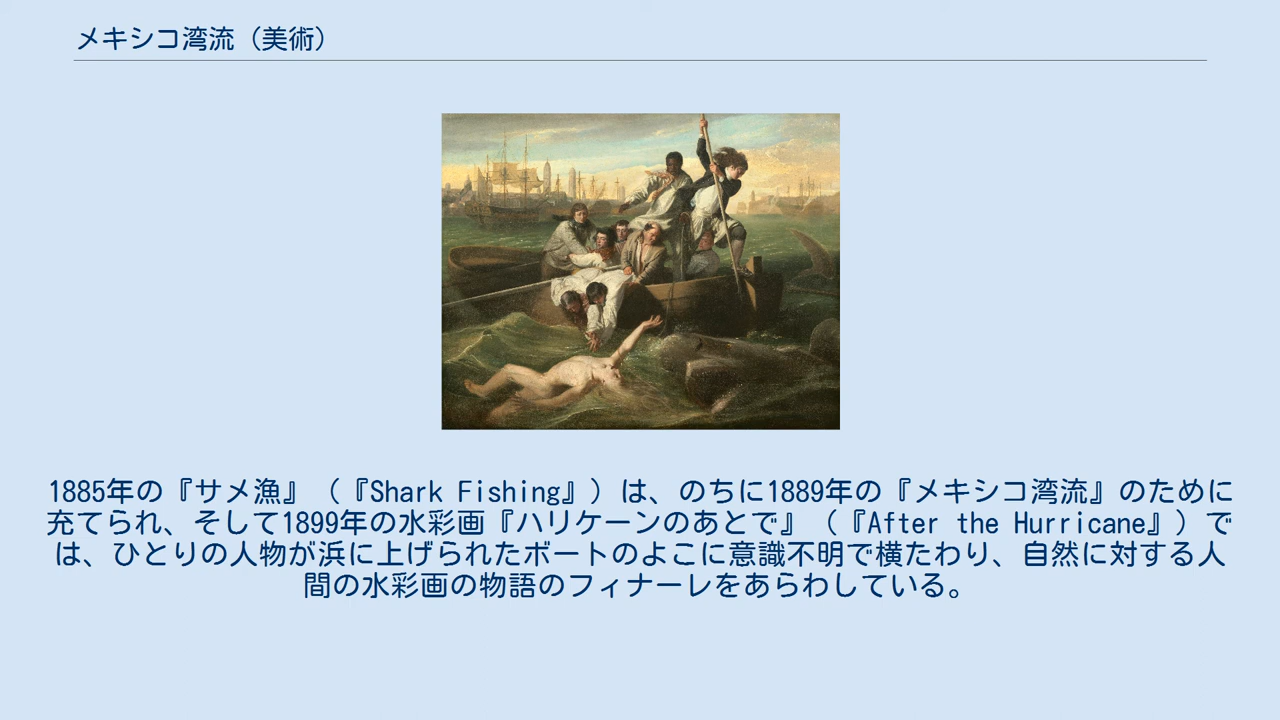 メキシコ湾流（美術）
1885年の『サメ漁』（『Shark Fishing』）は、のちに1889年の『メキシコ湾流』のために
充てられ、そして1899年の水彩画『ハリケーンのあとで』（『After the Hurricane』）で
は、ひとりの人物が浜に上げられたボートのよこに意識不明で横たわり、自然に対する人
間の水彩画の物語のフィナーレをあらわしている。